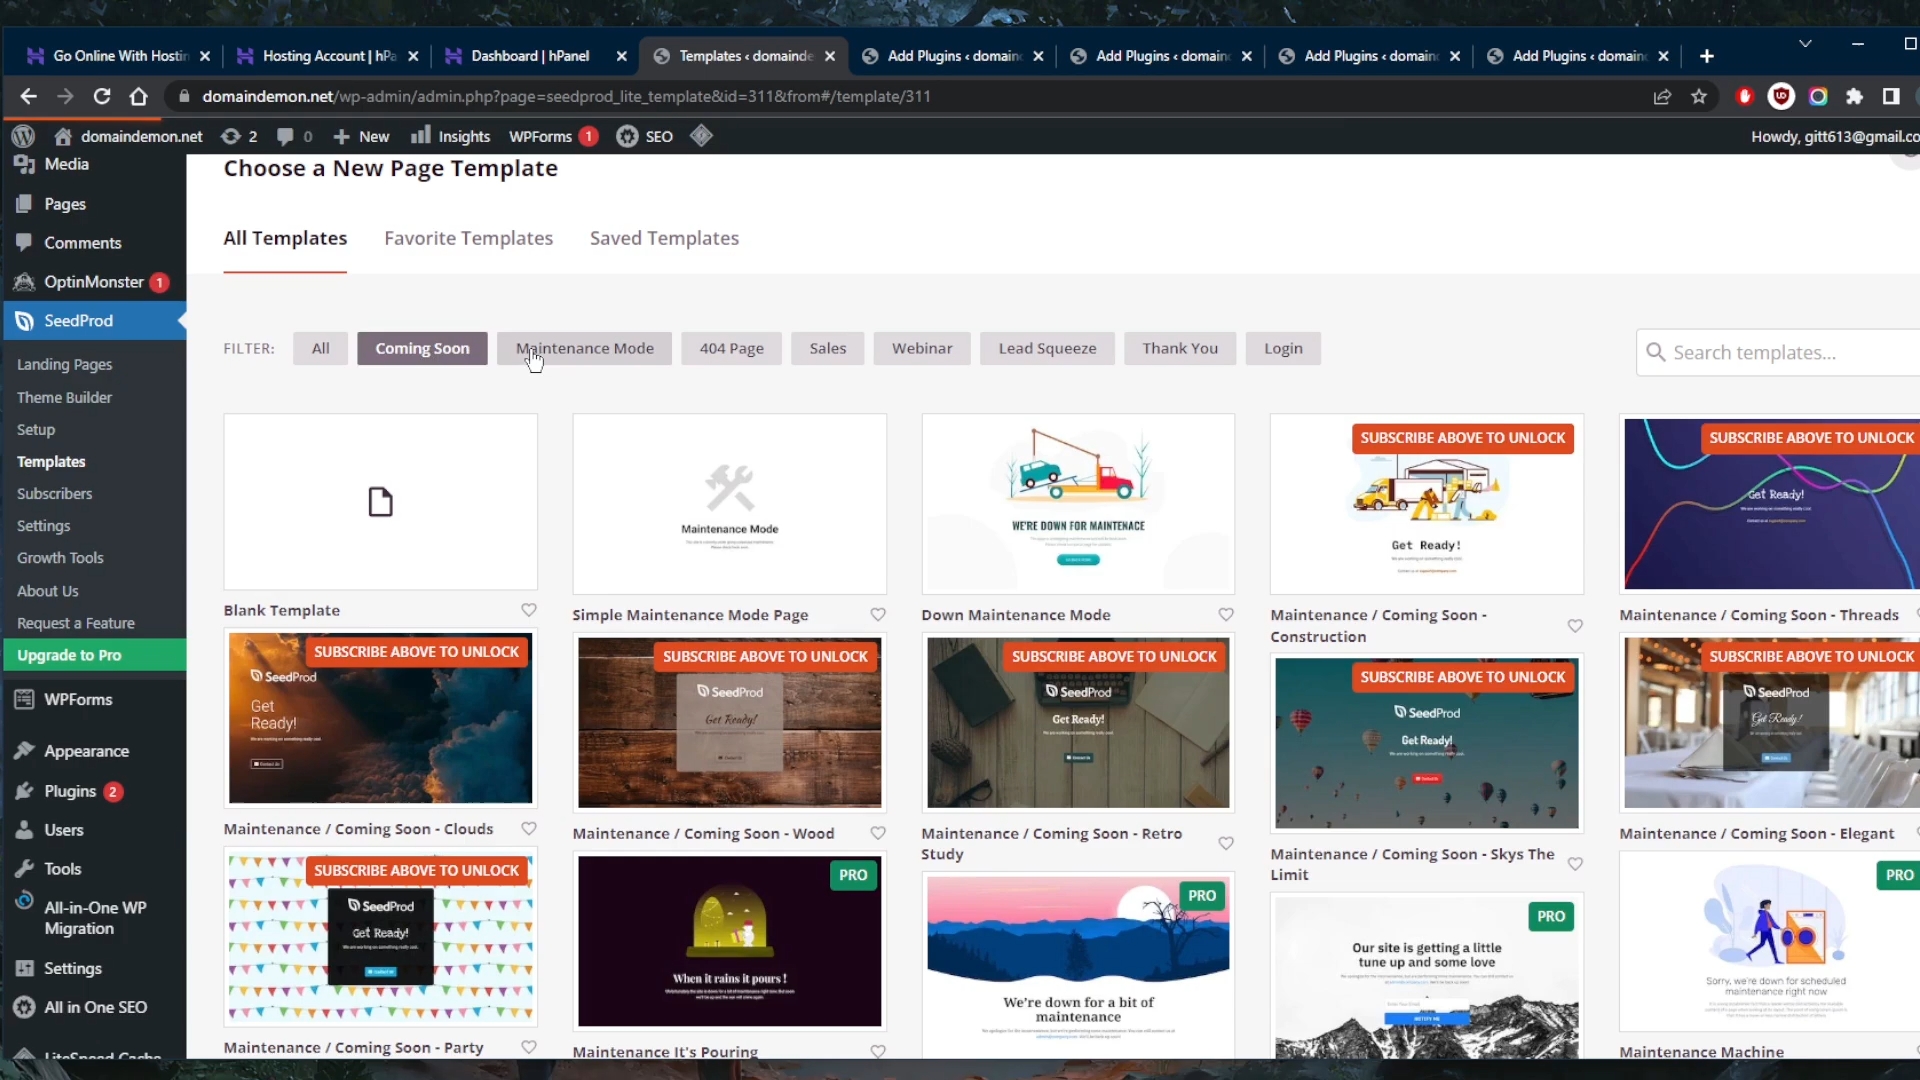 Go Online With Hostin
Hosting Account | hPa
Dashboard | hPanel
Templates ‹ domainde
Add Plugins ‹ domain
Add Plugins ‹ domain
Add Plugins ‹ domain
Add Plugins ‹ domain
domaindemon.net/wp-admin/admin.php?page=seedprod_lite_template&id=311&from#/template/311
domaindemon.net
2
0
New
Insights
WPForms 1
SEO
Howdy, gitt613@gmail.co
Media
Pages
Comments
OptinMonster 1
SeedProd
Landing Pages
Theme Builder
Setup
Templates
Subscribers
Settings
Growth Tools
About Us
Request a Feature
Upgrade to Pro
WPForms
Appearance
Plugins 2
Users
Tools
All-in-One WP
Migration
Settings
All in One SEO
LiteSpeed Cache
Choose a New Page Template
All Templates
Favorite Templates
Saved Templates
FILTER:
All
Coming Soon
Maintenance Mode
404 Page
Sales
Webinar
Lead Squeeze
Thank You
Login
Search templates...
Blank Template
Maintenance Mode
Simple Maintenance Mode Page
WE'RE DOWN FOR MAINTENACE
Down Maintenance Mode
SUBSCRIBE ABOVE TO UNLOCK
Get Ready!
Maintenance / Coming Soon -
Construction
SUBSCRIBE ABOVE TO UNLOCK
Get Ready!
Maintenance / Coming Soon - Threads
SUBSCRIBE ABOVE TO UNLOCK
SeedProd
Get
Ready!
Maintenance / Coming Soon - Clouds
SUBSCRIBE ABOVE TO UNLOCK
SeedProd
Get Ready!
Maintenance / Coming Soon - Wood
SUBSCRIBE ABOVE TO UNLOCK
SeedProd
Get Ready!
Maintenance / Coming Soon - Retro
Study
SUBSCRIBE ABOVE TO UNLOCK
SeedProd
Get Ready!
Maintenance / Coming Soon - Skys The
Limit
SUBSCRIBE ABOVE TO UNLOCK
SeedProd
Get Ready!
Maintenance / Coming Soon - Elegant
SUBSCRIBE ABOVE TO UNLOCK
SeedProd
Get Ready!
Maintenance / Coming Soon - Party
PRO
When it rains it pours !
Maintenance It's Pouring
PRO
We're down for a bit of
maintenance
PRO
Our site is getting a little
tune up and some love
NOTIFY ME
PRO
Sorry, we're down for scheduled
maintenance right now
Maintenance Machine